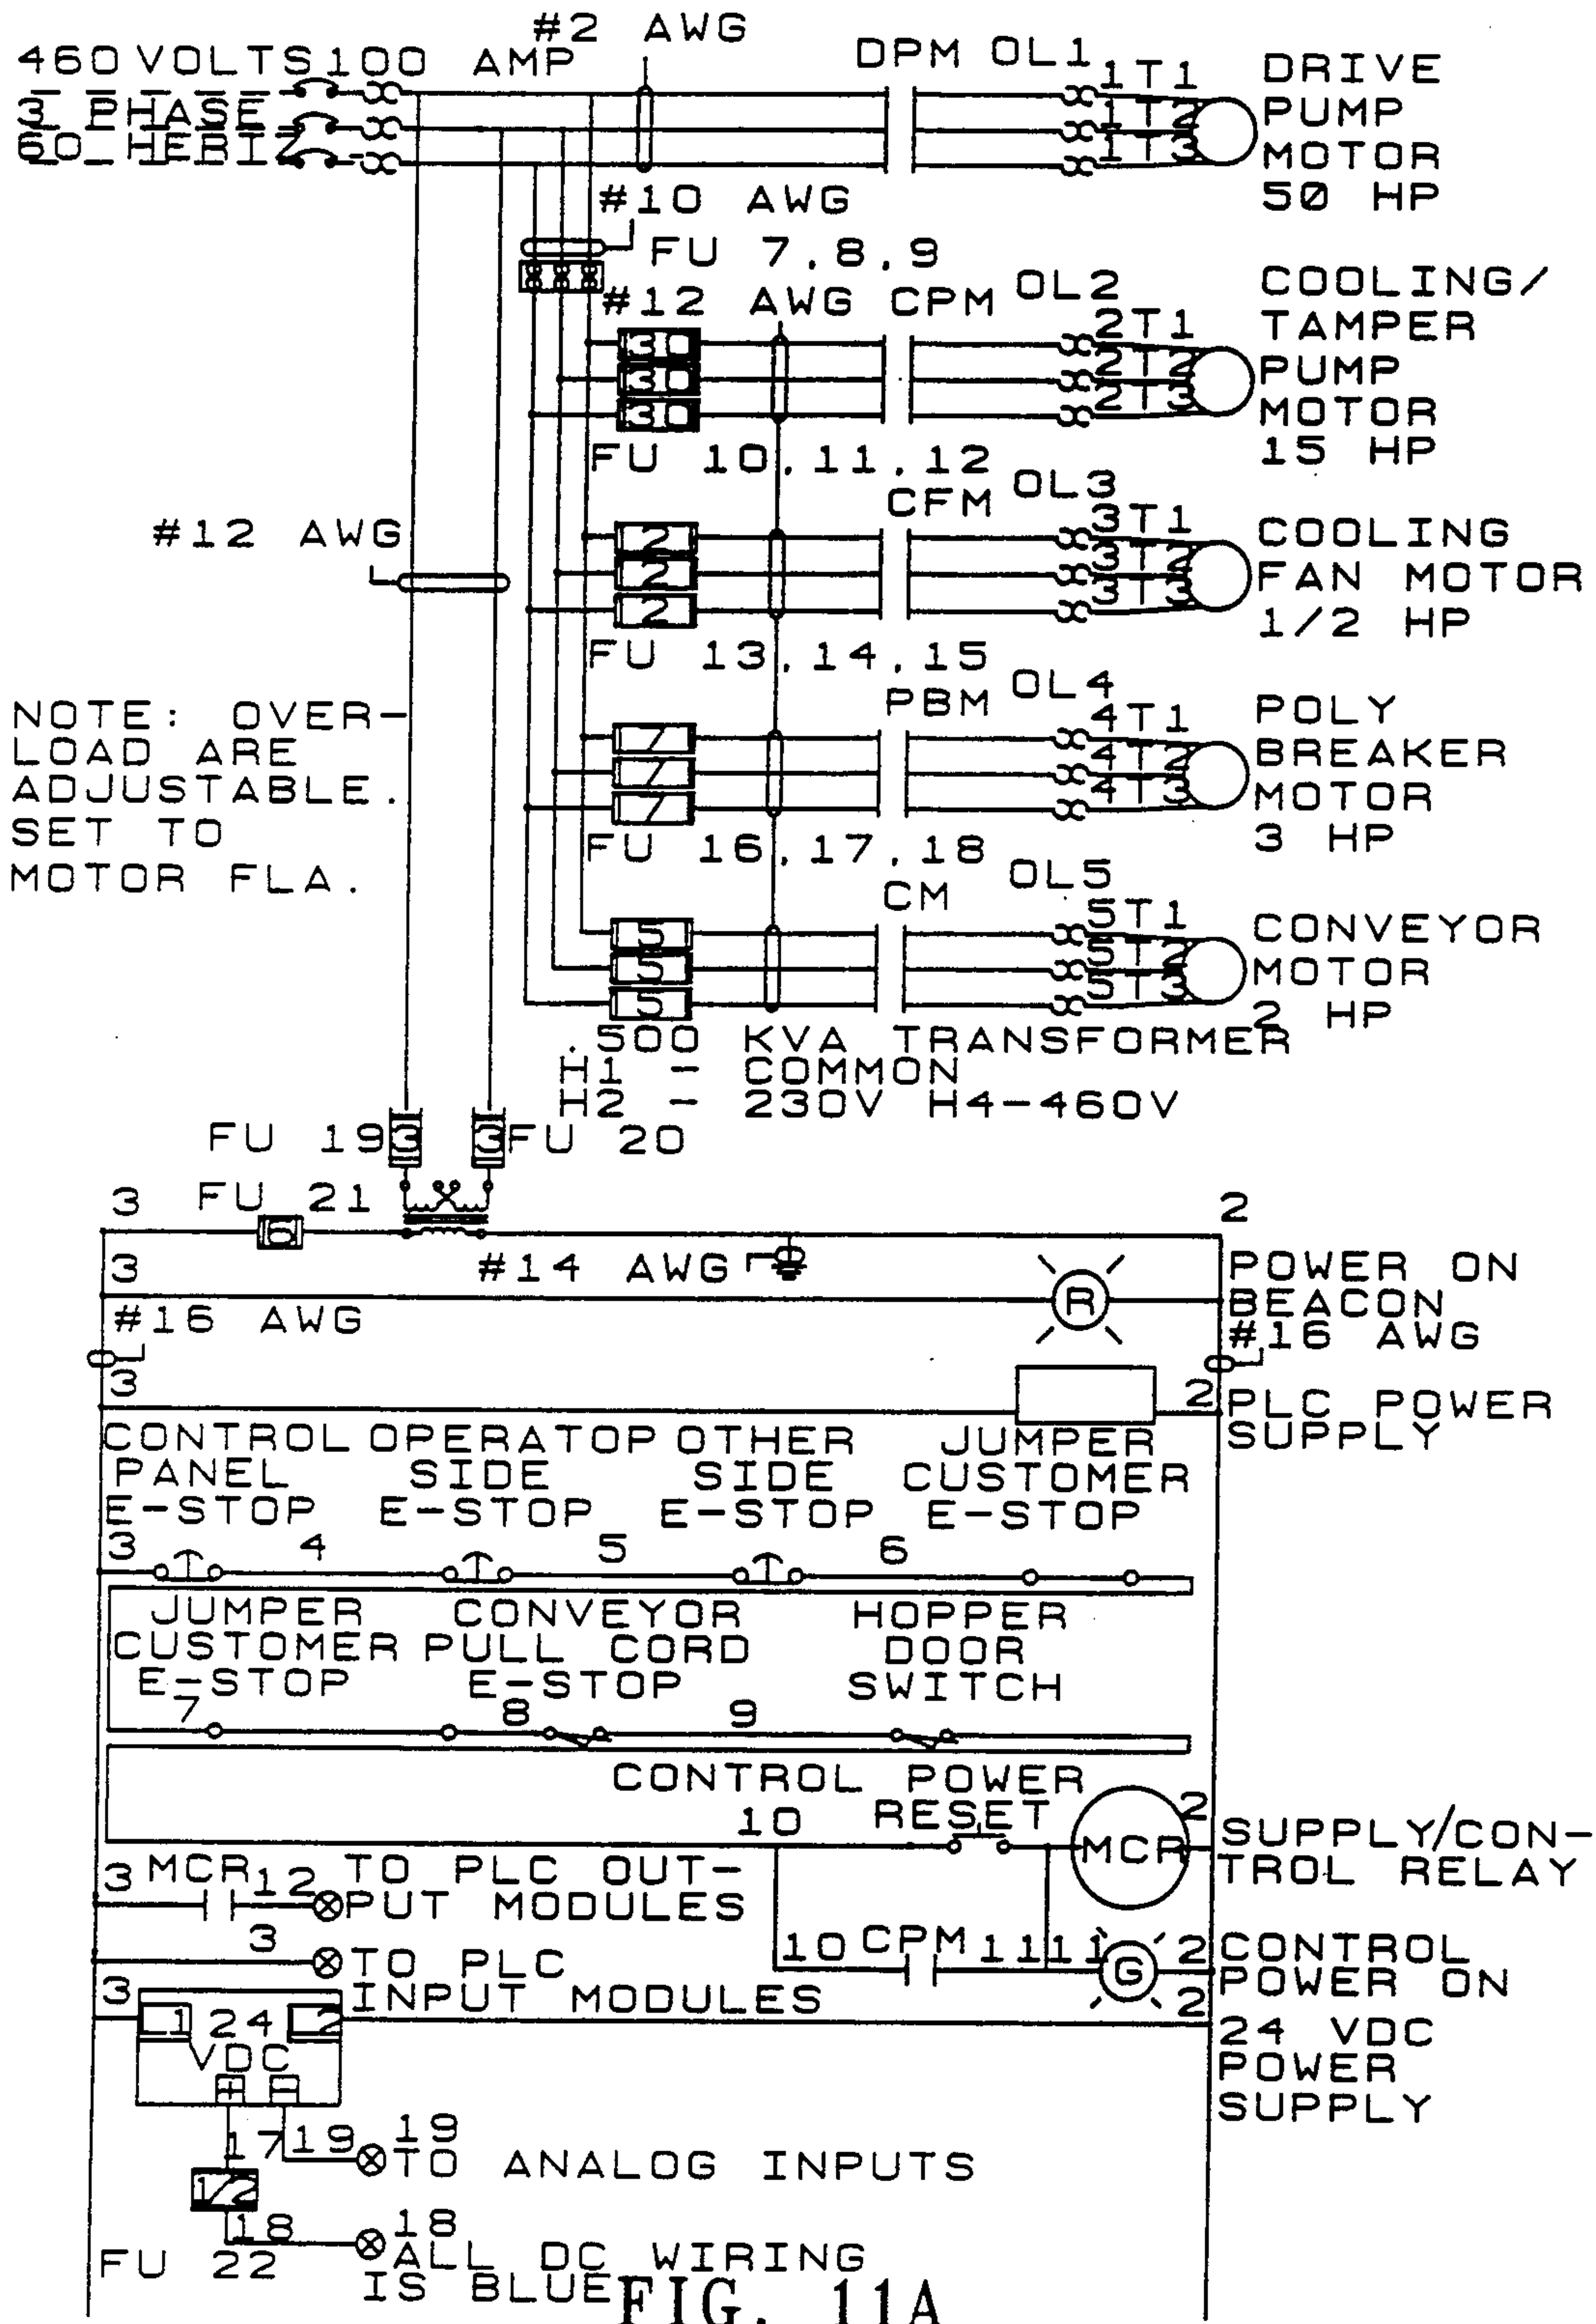 #2 AWG
460 VOLTS 100 AMP
3 PHASE
60 HERTZ
DPM OL1
1T1
1T2
1T3
DRIVE
PUMP
MOTOR
50 HP
#10 AWG
FU 7,8,9
#12 AWG CPM OL2
30
30
30
2T1
2T2
2T3
COOLING/
TAMPER
PUMP
MOTOR
15 HP
FU 10,11,12
CFM OL3
#12 AWG
2
2
2
3T1
3T2
3T3
COOLING
FAN MOTOR
1/2 HP
FU 13,14,15
PBM OL4
NOTE: OVER-
LOAD ARE
ADJUSTABLE.
SET TO
MOTOR FLA.
7
7
7
4T1
4T2
4T3
POLY
BREAKER
MOTOR
3 HP
FU 16,17,18
CM OL5
5
5
5
5T1
5T2
5T3
CONVEYOR
MOTOR
2 HP
.500 KVA TRANSFORMER
H1 - COMMON
H2 - 230V H4-460V
FU 19 3 3 FU 20
3 FU 21 2
6
3 #14 AWG
#16 AWG
R
POWER ON
BEACON
#16 AWG
3 2
PLC POWER
SUPPLY
CONTROL
PANEL
E-STOP
OPERATOP
SIDE
E-STOP
OTHER
SIDE
E-STOP
JUMPER
CUSTOMER
E-STOP
3 4 5 6
JUMPER
CUSTOMER
E-STOP
CONVEYOR
PULL CORD
E-STOP
HOPPER
DOOR
SWITCH
7 8 9
CONTROL POWER
RESET
10
MCR 2
SUPPLY/CON-
TROL RELAY
3 MCR 12 TO PLC OUT-
PUT MODULES
3 TO PLC
INPUT MODULES
10 CPM 11 11 G 2
CONTROL
POWER ON
3 1 24 2
VDC
+ -
2
24 VDC
POWER
SUPPLY
17 19 19
TO ANALOG INPUTS
1/2
18 18
FU 22
ALL DC WIRING
IS BLUE
FIG. 11A